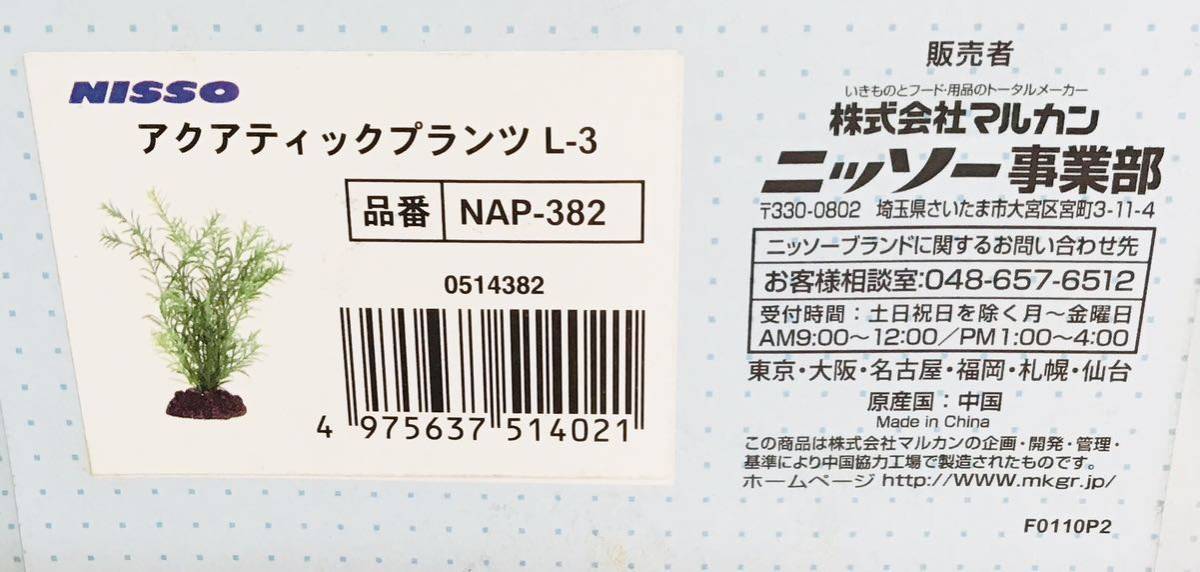 NISSO
アクアティックプランツ L-3
品番 NAP-382
0514382
4 975637 514021
販売者
いきものとフード・用品のトータルメーカー
株式会社マルカン
ニッソー事業部
〒330-0802 埼玉県さいたま市大宮区宮町3-11-4
ニッソーブランドに関するお問い合わせ先
お客様相談室:048-657-6512
受付時間：土日祝日を除く月〜金曜日
AM9:00〜12:00／PM1:00〜4:00
東京・大阪・名古屋・福岡・札幌・仙台
原産国：中国
Made in China
この商品は株式会社マルカンの企画・開発・管理・
基準により中国協力工場で製造されたものです。
ホームページ http://WWW.mkgr.jp/
F0110P2